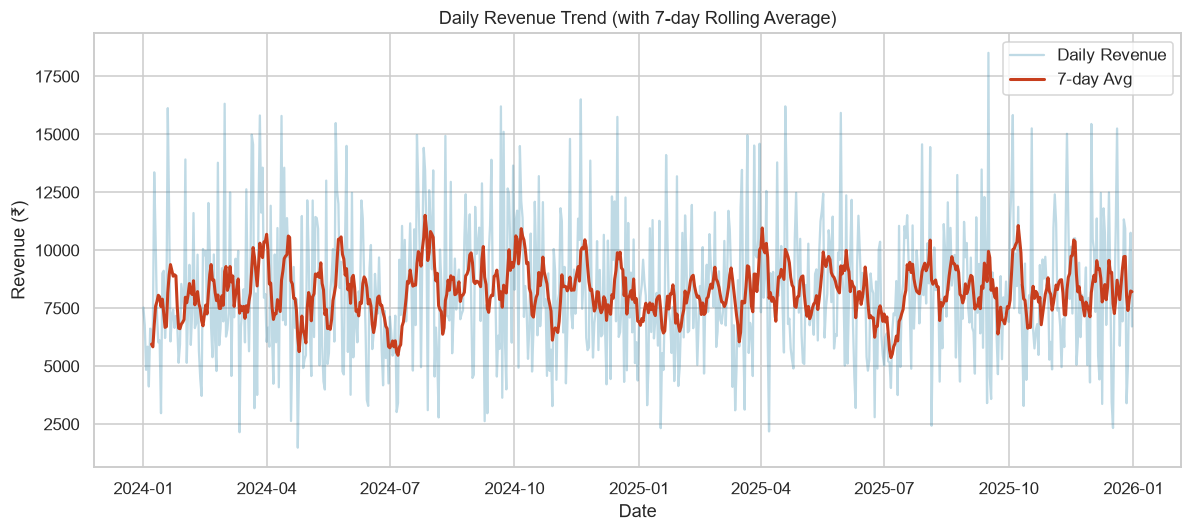 Daily Revenue Trend (with 7-day Rolling Average)
Daily Revenue
7-day Avg
Revenue (₹)
17500
15000
12500
10000
7500
5000
2500
2024-01 2024-04 2024-07 2024-10 2025-01 2025-04 2025-07 2025-10 2026-01
Date